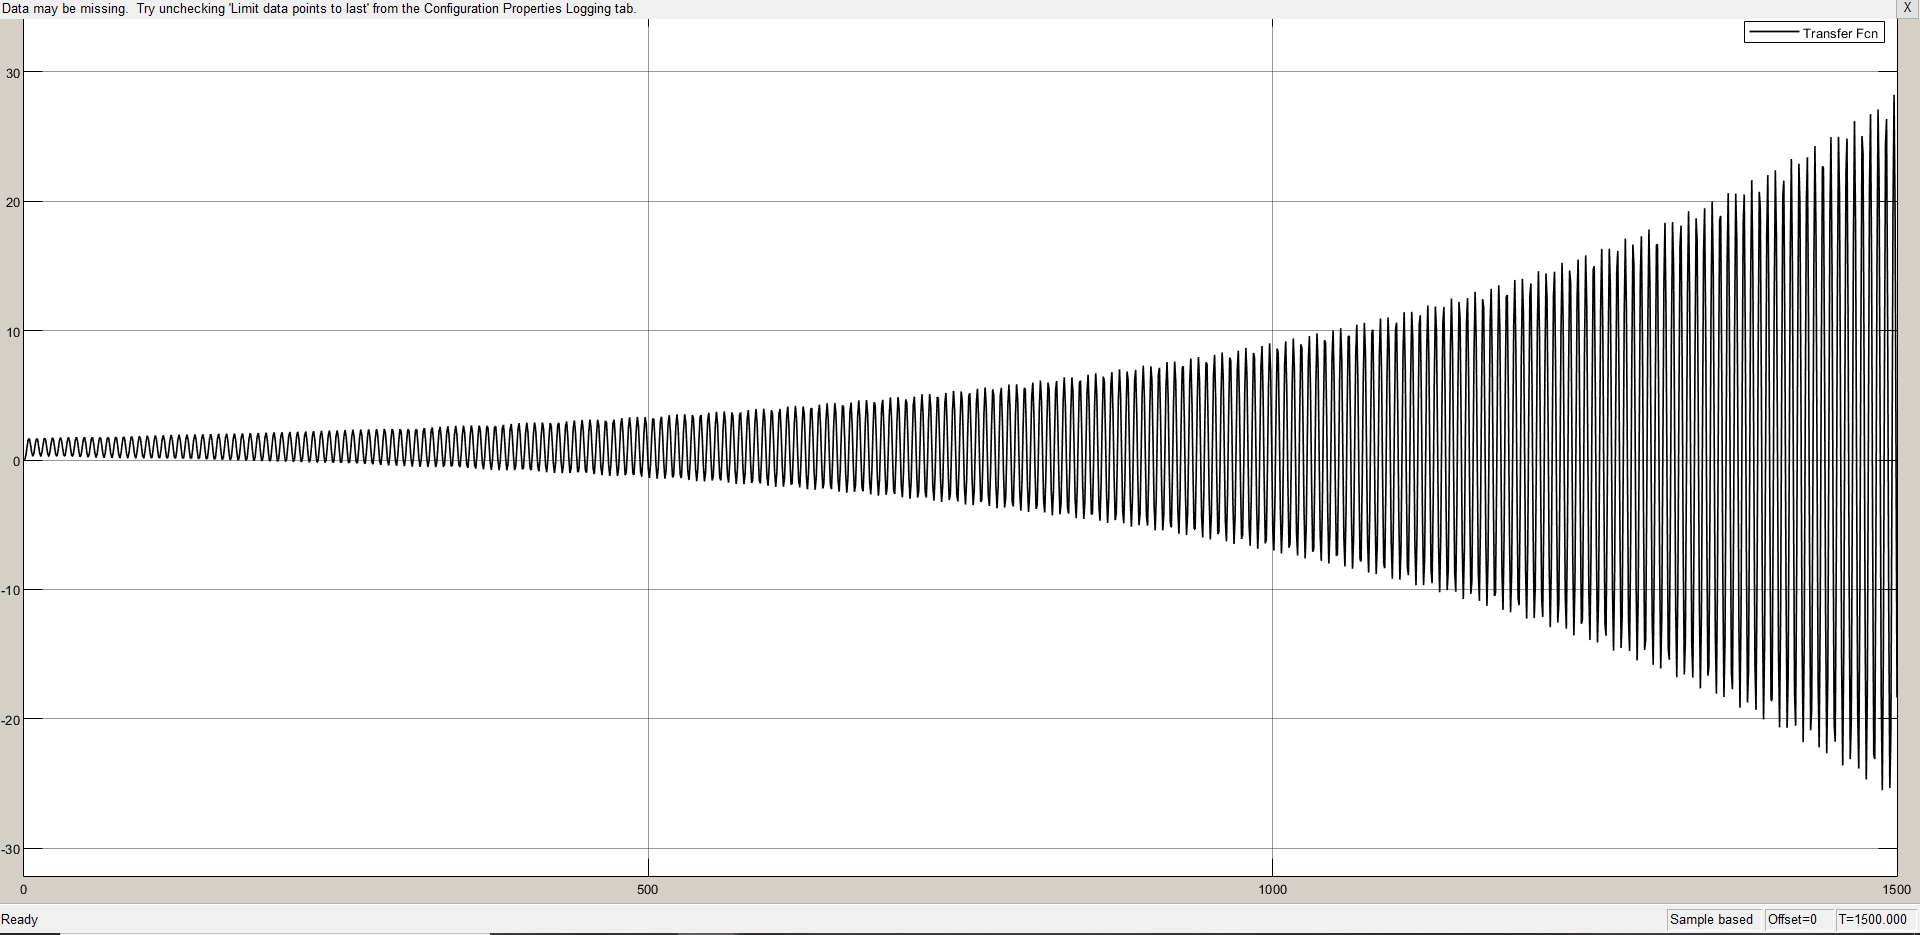 Data may be missing.  Try unchecking 'Limit data points to last' from the Configuration Properties Logging tab.
X
Transfer Fcn
30
20
10
0
-10
-20
-30
0
500
1000
1500
Ready
Sample based
Offset=0
T=1500.000